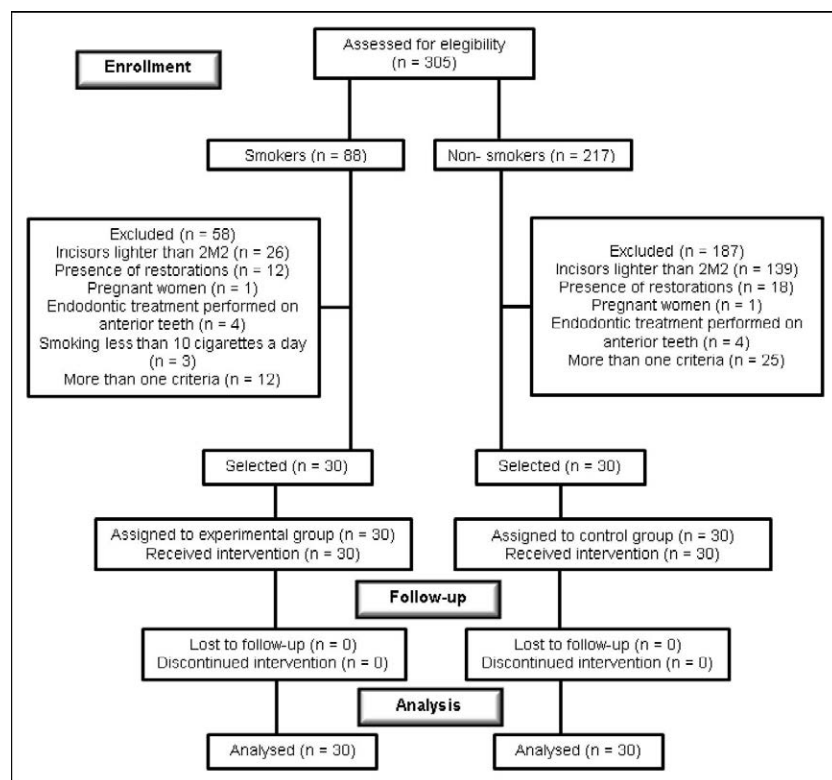 Assessed for elegibility
(n = 305)
Enrollment
Smokers (n = 88)
Non- smokers (n = 217)
Excluded (n = 58)
Incisors lighter than 2M2 (n = 26)
Presence of restorations (n = 12)
Pregnant women (n = 1)
Endodontic treatment performed on
anterior teeth (n = 4)
Smoking less than 10 cigarettes a day
(n = 3)
More than one criteria (n = 12)
Excluded (n = 187)
Incisors lighter than 2M2 (n = 139)
Presence of restorations (n = 18)
Pregnant women (n = 1)
Endodontic treatment performed on
anterior teeth (n = 4)
More than one criteria (n = 25)
Selected (n = 30)
Selected (n = 30)
Assigned to experimental group (n = 30)
Received intervention (n = 30)
Assigned to control group (n = 30)
Received intervention (n = 30)
Follow-up
Lost to follow-up (n = 0)
Discontinued intervention (n = 0)
Lost to follow-up (n = 0)
Discontinued intervention (n = 0)
Analysis
Analysed (n = 30)
Analysed (n = 30)